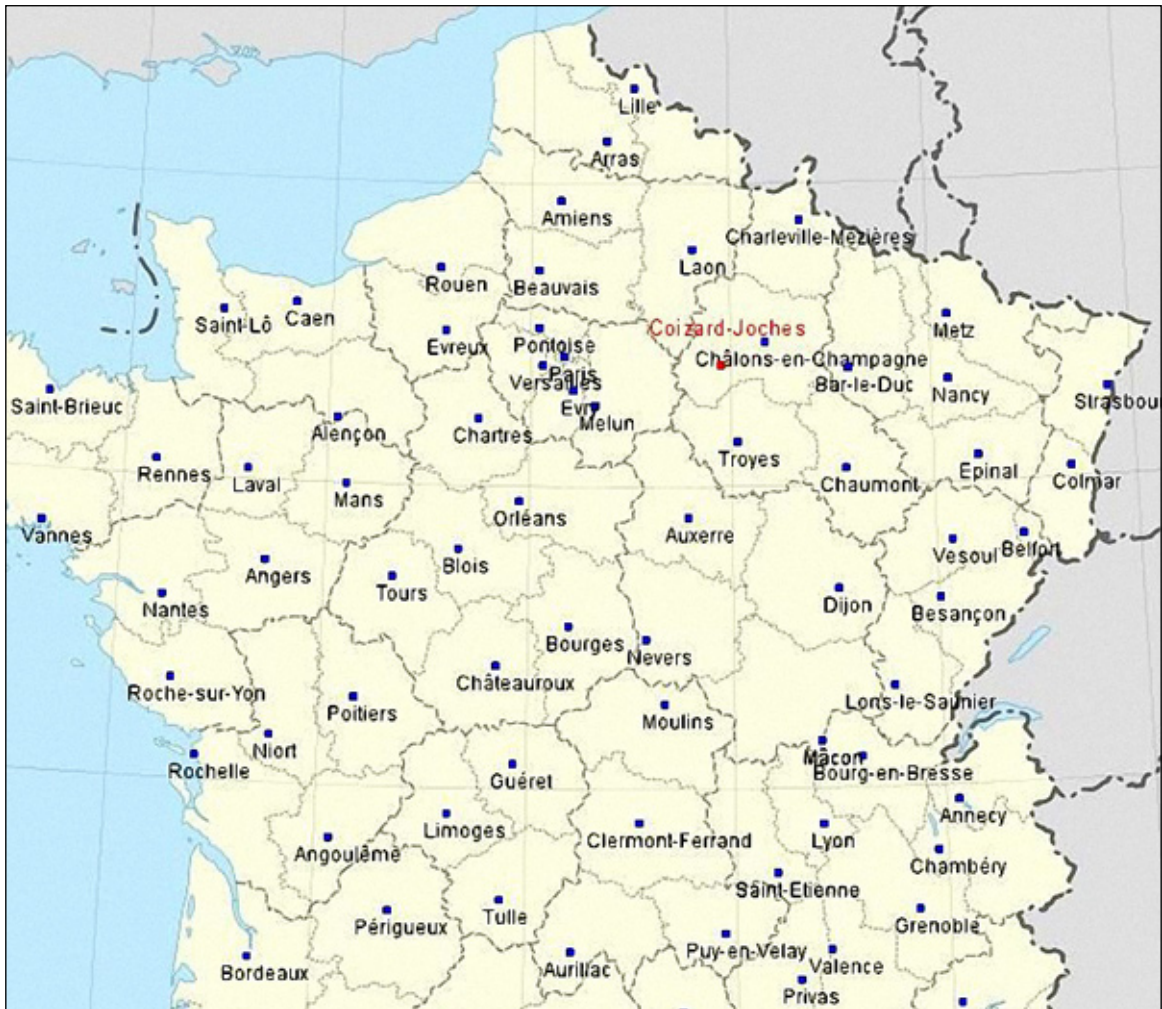 Lille
Arras
Amiens
Charleville-Mézières
Laon
Rouen
Beauvais
Saint-Lô
Caen
Metz
Coizard-Joches
Evreux
Pontoise
Châlons-en-Champagne
Paris
Versailles
Bar-le-Duc
Nancy
Strasbour
Saint-Brieuc
Evry
Melun
Alençon
Chartres
Troyes
Rennes
Laval
Epinal
Chaumont
Colmar
Mans
Orléans
Vannes
Auxerre
Vesoul
Belfort
Blois
Angers
Tours
Dijon
Nantes
Besançon
Bourges
Nevers
Châteauroux
Roche-sur-Yon
Lons-le-Saunier
Poitiers
Moulins
Niort
Mâcon
Rochelle
Bourg-en-Bresse
Guéret
Annecy
Limoges
Clermont-Ferrand
Lyon
Angoulême
Chambéry
Saint-Etienne
Tulle
Périgueux
Grenoble
Puy-en-Velay
Valence
Aurillac
Bordeaux
Privas